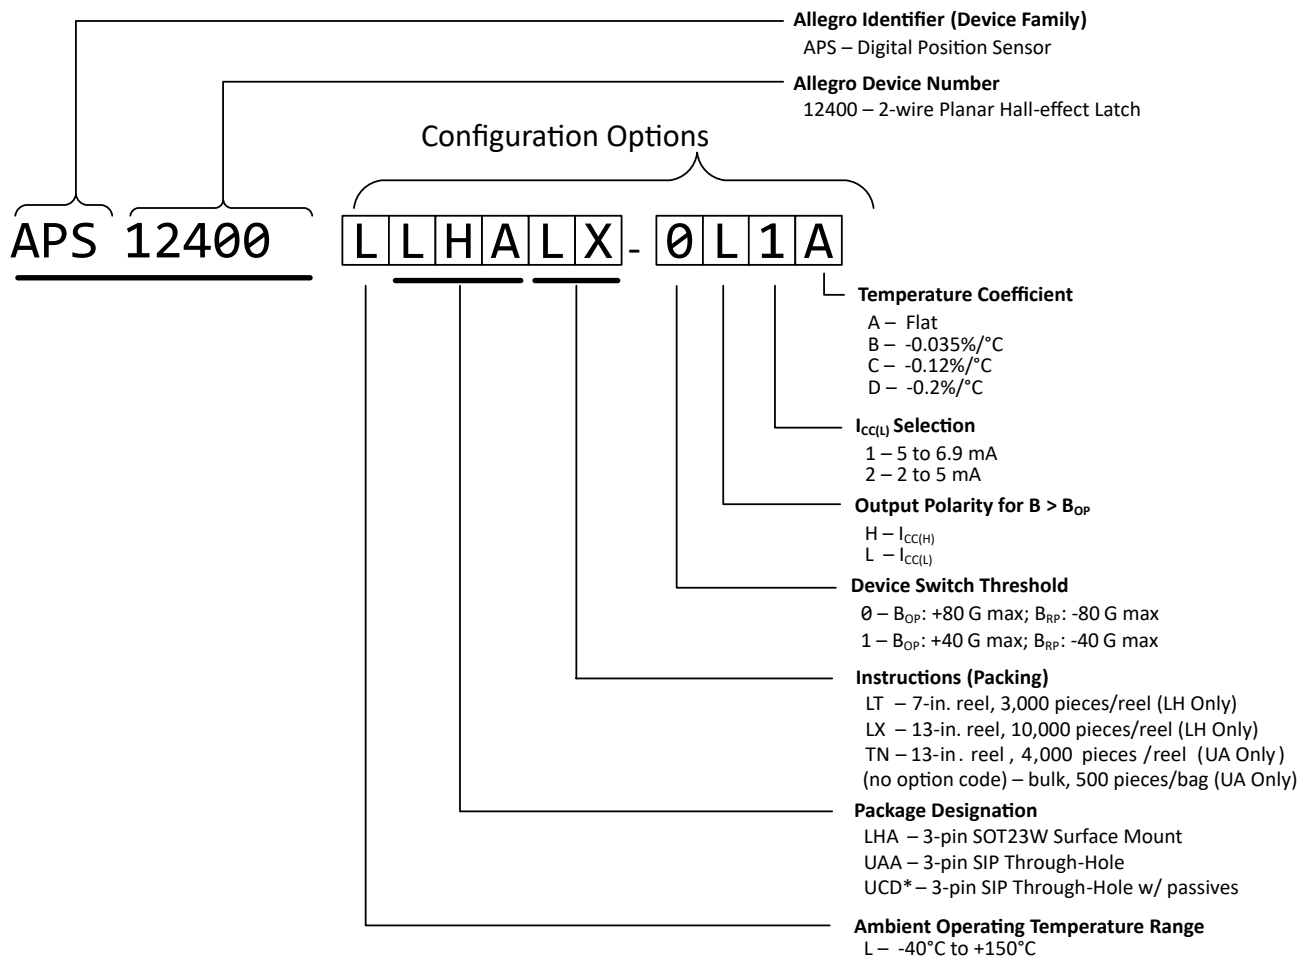 Allegro Identifier (Device Family)
APS – Digital Position Sensor
Allegro Device Number
12400 – 2-wire Planar Hall-effect Latch
Configuration Options
APS 12400 L L H A L X - 0 L 1 A
Temperature Coefficient
A – Flat
B – -0.035%/°C
C – -0.12%/°C
D – -0.2%/°C
ICC(L) Selection
1 – 5 to 6.9 mA
2 – 2 to 5 mA
Output Polarity for B > BOP
H – ICC(H)
L – ICC(L)
Device Switch Threshold
0 – BOP: +80 G max; BRP: -80 G max
1 – BOP: +40 G max; BRP: -40 G max
Instructions (Packing)
LT – 7-in. reel, 3,000 pieces/reel (LH Only)
LX – 13-in. reel, 10,000 pieces/reel (LH Only)
TN – 13-in. reel , 4,000 pieces /reel (UA Only)
(no option code) – bulk, 500 pieces/bag (UA Only)
Package Designation
LHA – 3-pin SOT23W Surface Mount
UAA – 3-pin SIP Through-Hole
UCD* – 3-pin SIP Through-Hole w/ passives
Ambient Operating Temperature Range
L – -40°C to +150°C